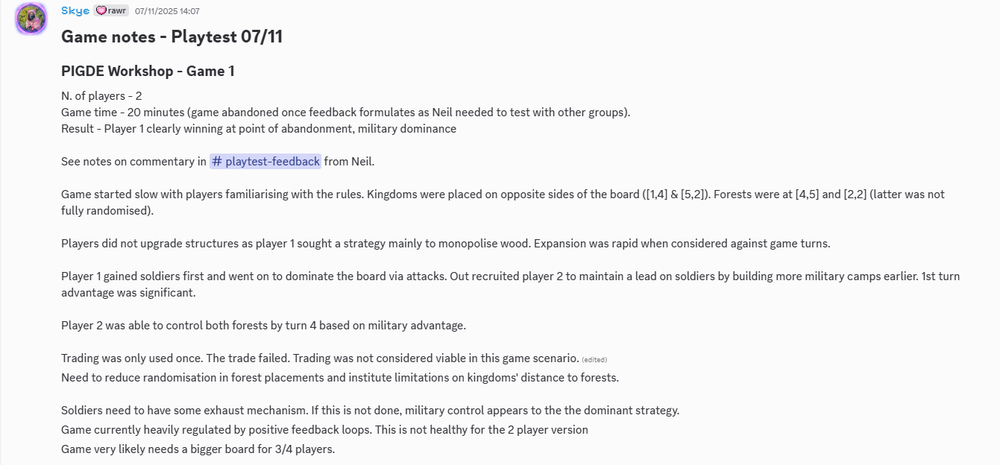 Skye rawr 07/11/2025 14:07
Game notes - Playtest 07/11
PIGDE Workshop - Game 1
N. of players - 2
Game time - 20 minutes (game abandoned once feedback formulates as Neil needed to test with other groups).
Result - Player 1 clearly winning at point of abandonment, military dominance
See notes on commentary in # playtest-feedback from Neil.
Game started slow with players familiarising with the rules. Kingdoms were placed on opposite sides of the board ([1,4] & [5,2]). Forests were at [4,5] and [2,2] (latter was not
fully randomised).
Players did not upgrade structures as player 1 sought a strategy mainly to monopolise wood. Expansion was rapid when considered against game turns.
Player 1 gained soldiers first and went on to dominate the board via attacks. Out recruited player 2 to maintain a lead on soldiers by building more military camps earlier. 1st turn
advantage was significant.
Player 2 was able to control both forests by turn 4 based on military advantage.
Trading was only used once. The trade failed. Trading was not considered viable in this game scenario. (edited)
Need to reduce randomisation in forest placements and institute limitations on kingdoms' distance to forests.
Soldiers need to have some exhaust mechanism. If this is not done, military control appears to the the dominant strategy.
Game currently heavily regulated by positive feedback loops. This is not healthy for the 2 player version
Game very likely needs a bigger board for 3/4 players.